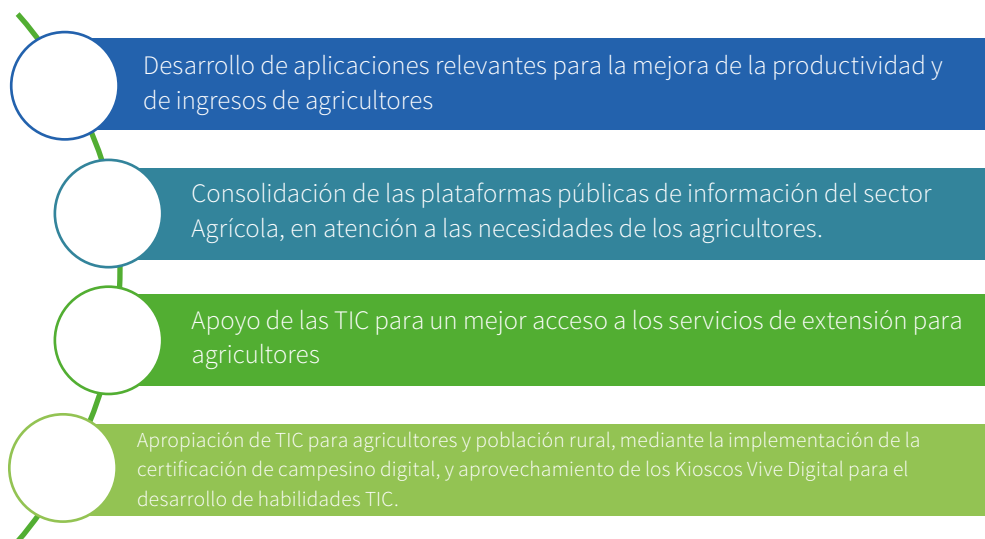 Desarrollo de aplicaciones relevantes para la mejora de la productividad y
de ingresos de agricultores
Consolidación de las plataformas públicas de información del sector
Agrícola, en atención a las necesidades de los agricultores.
Apoyo de las TIC para un mejor acceso a los servicios de extensión para
agricultores
Apropiación de TIC para agricultores y población rural, mediante la implementación de la
certificación de campesino digital, y aprovechamiento de los Kioscos Vive Digital para el
desarrollo de habilidades TIC.